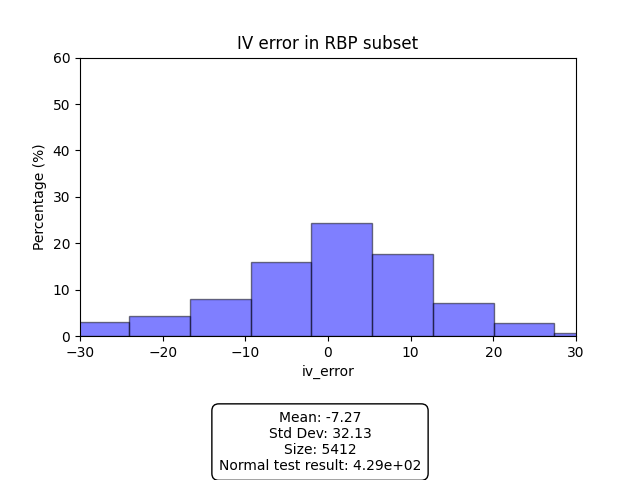 IV error in RBP subset
60
50
40
30
20
10
0
Percentage (%)
−30 −20 −10 0 10 20 30
iv_error
Mean: -7.27
Std Dev: 32.13
Size: 5412
Normal test result: 4.29e+02